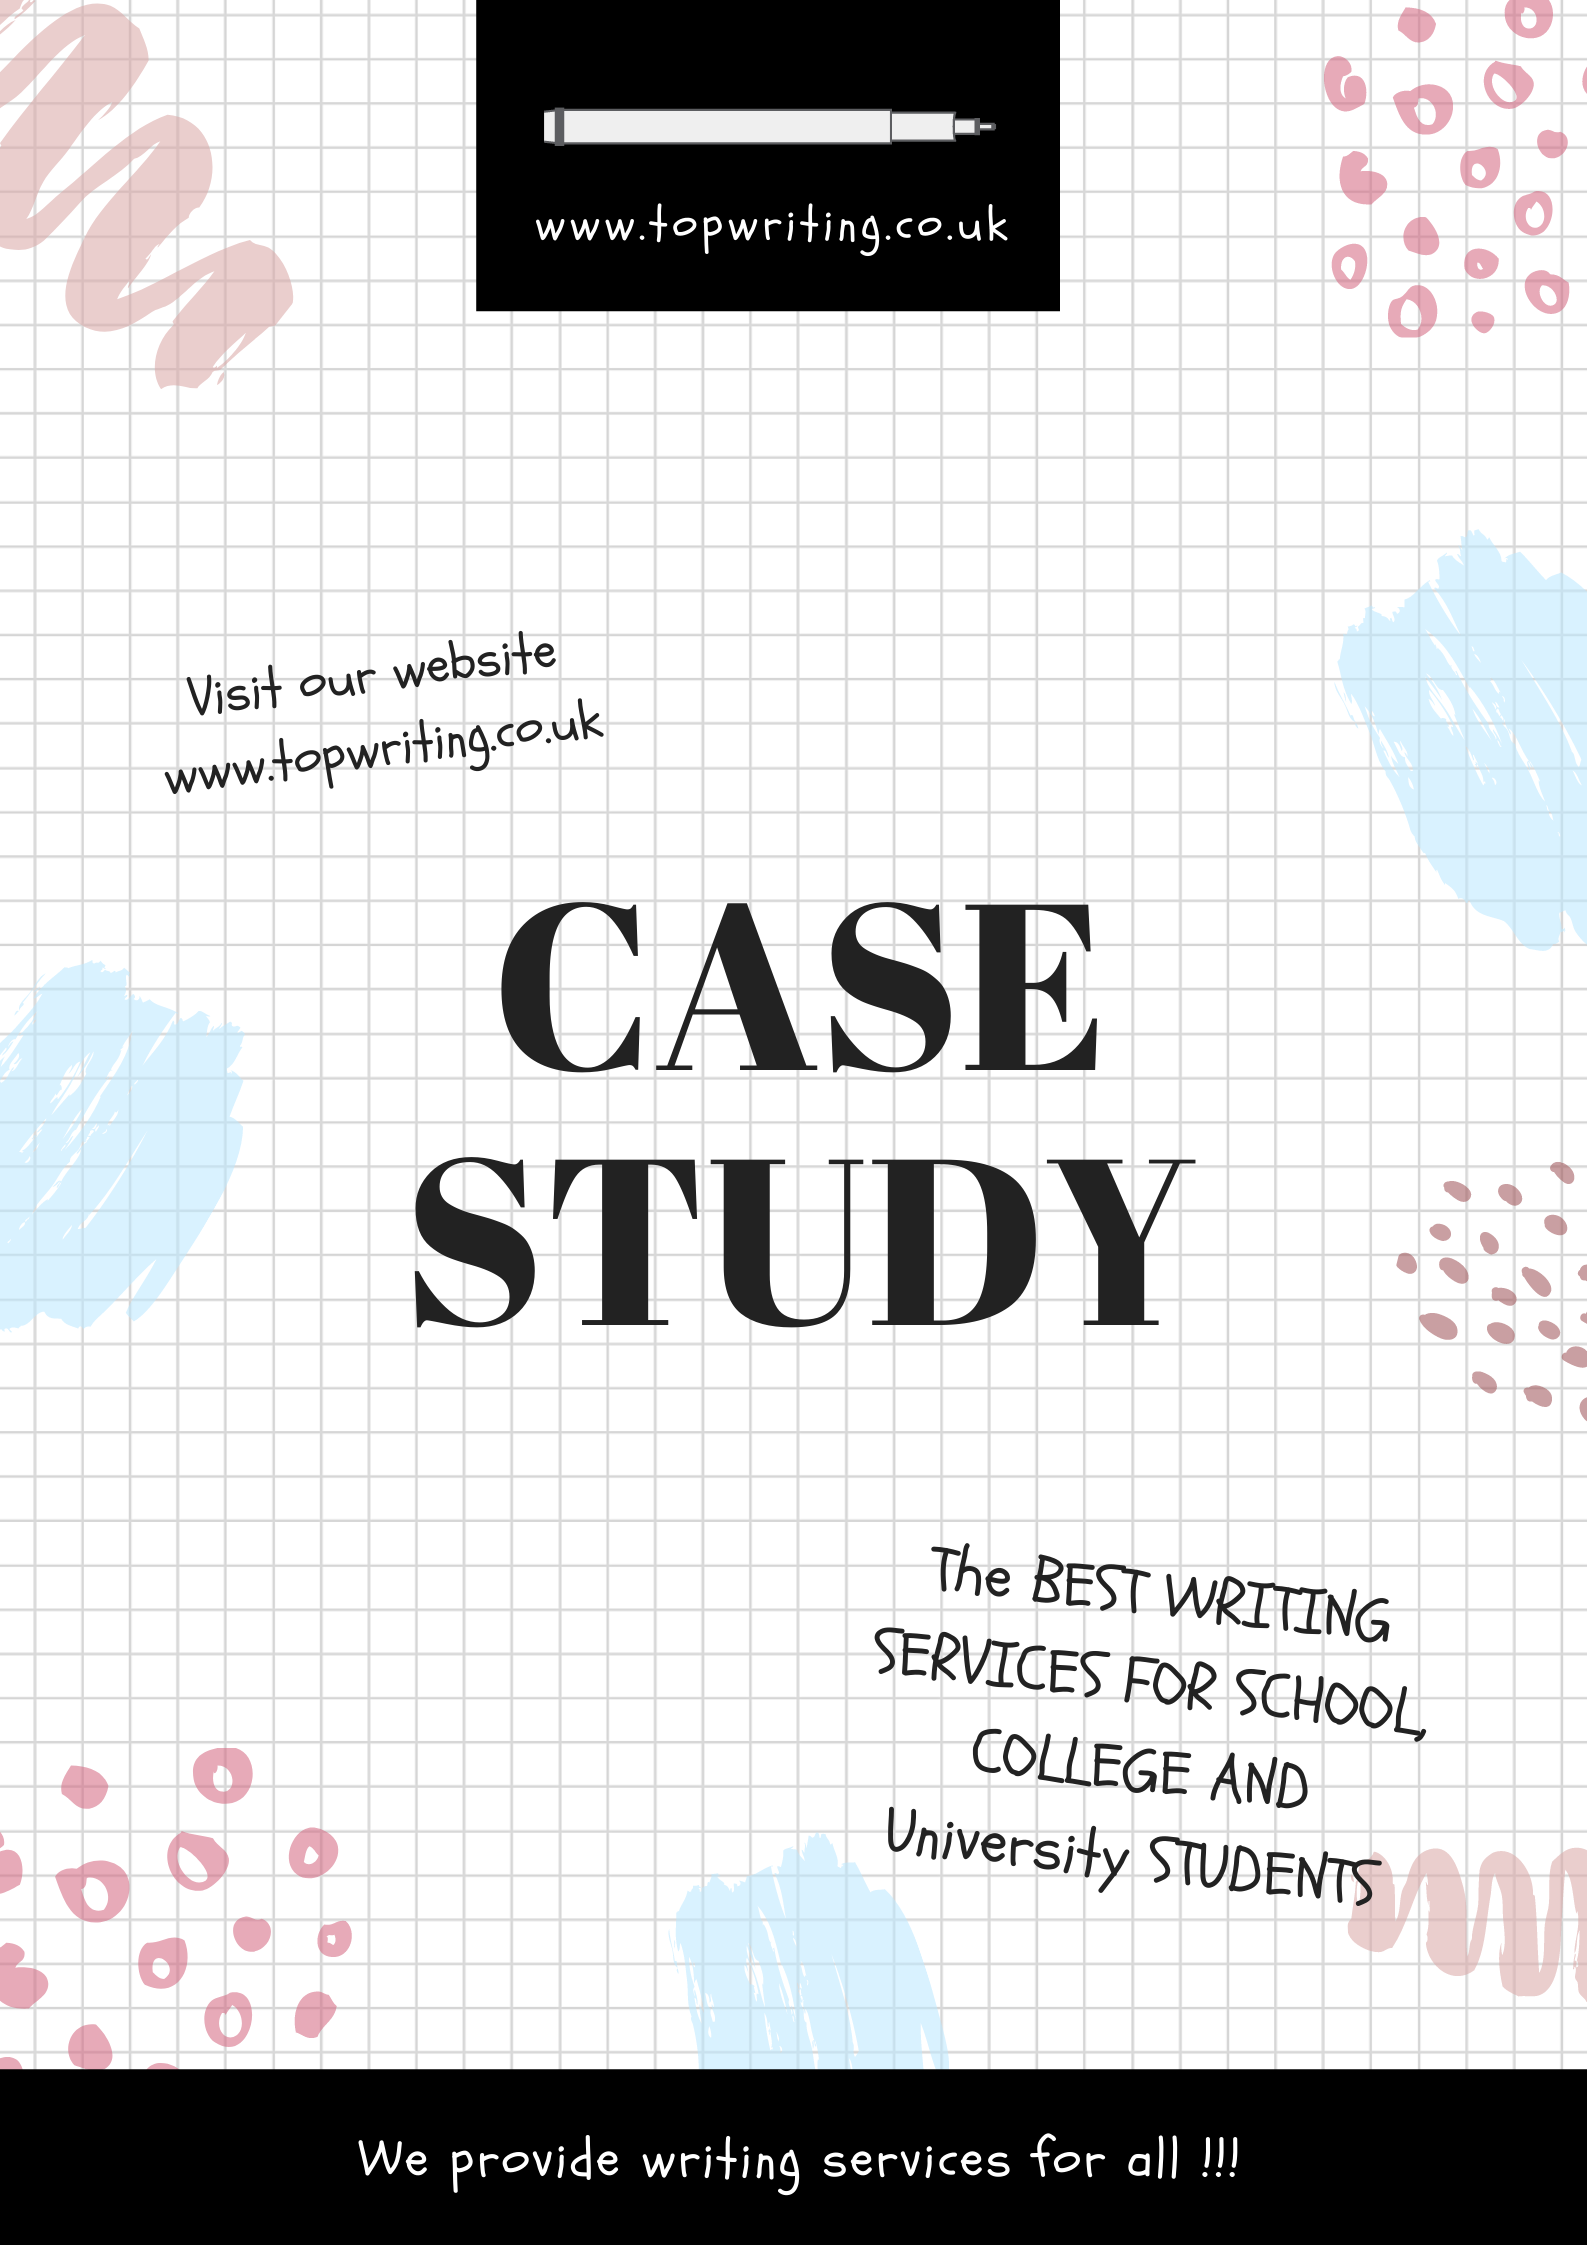 www.topwriting.co.uk
Visit our website
www.topwriting.co.uk
CASE
STUDY
The BEST WRITING
SERVICES FOR SCHOOL,
COLLEGE AND
University STUDENTS
We provide writing services for all !!!